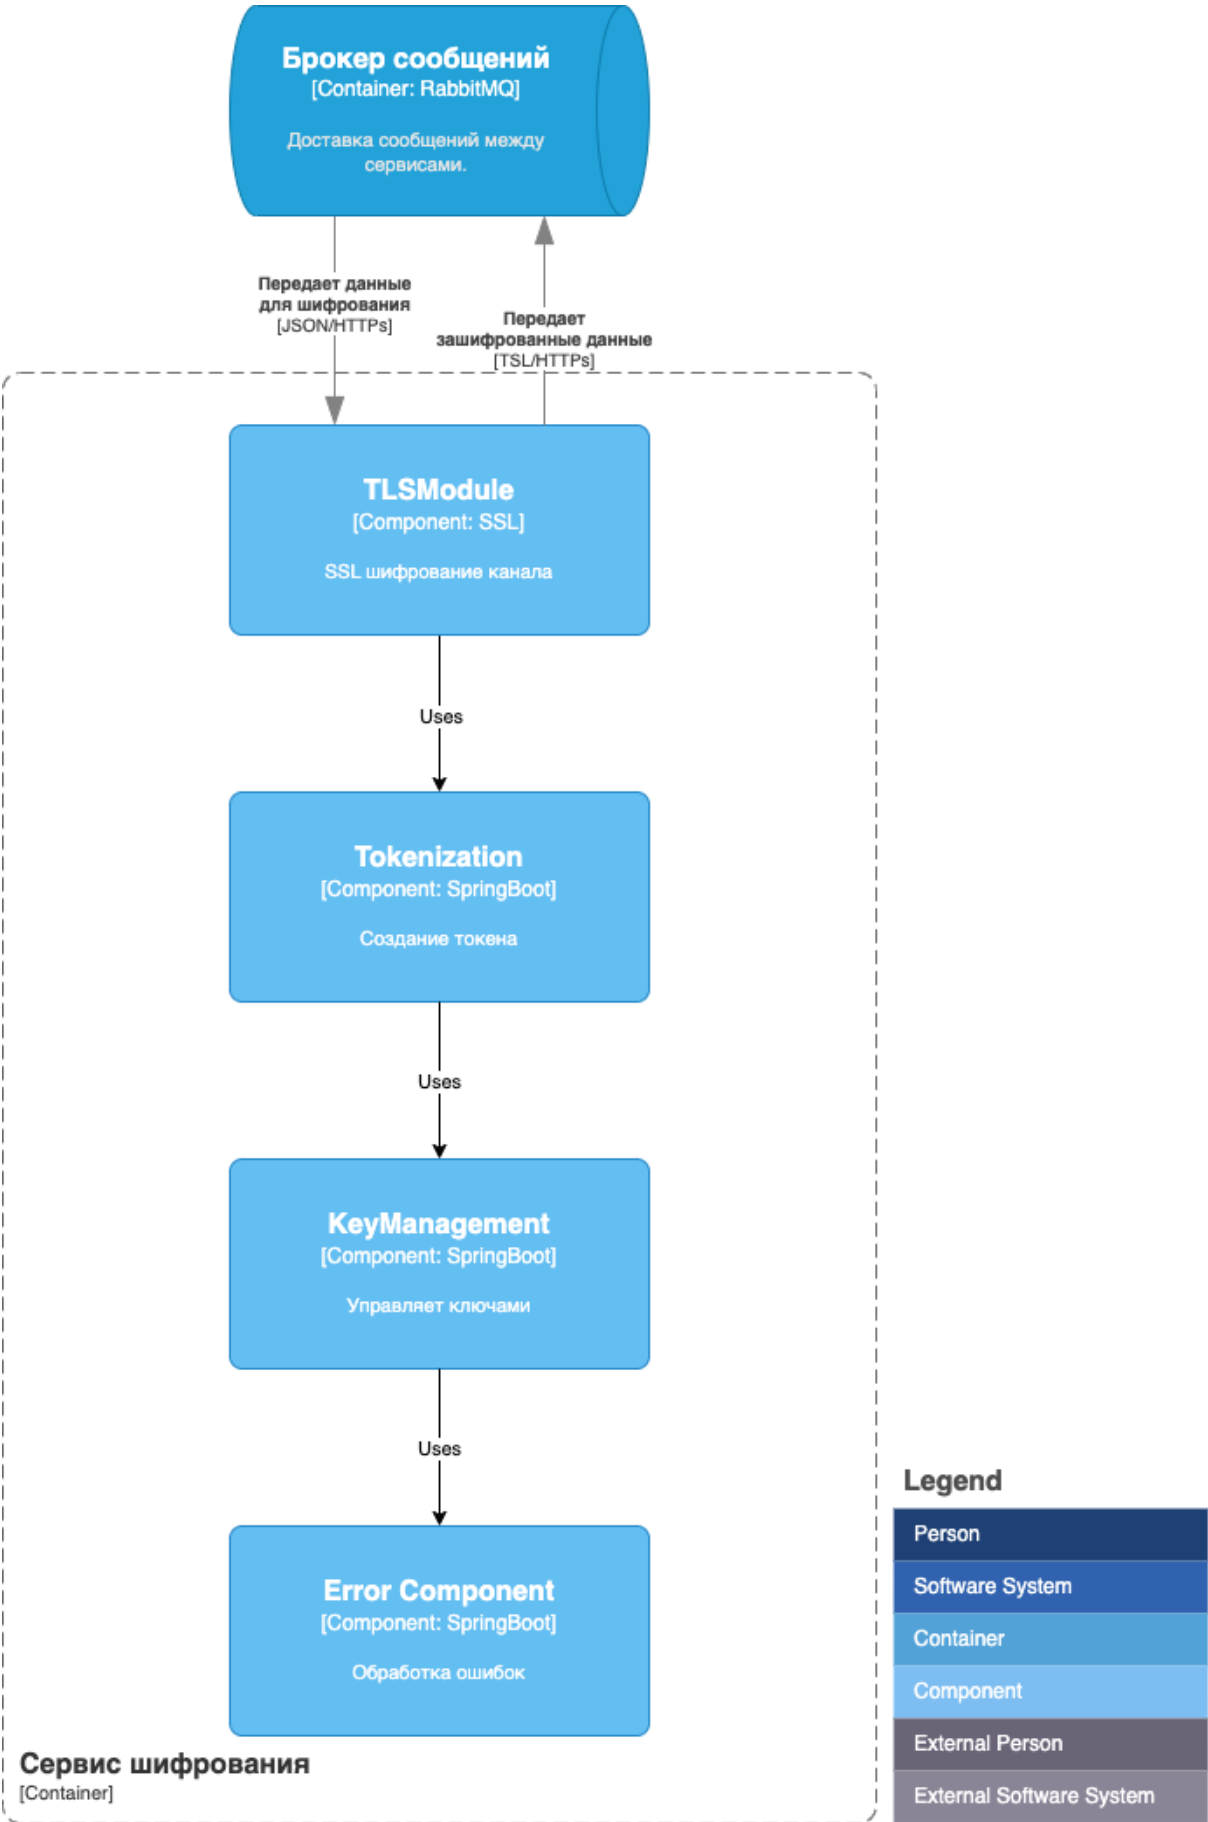 Брокер сообщений
[Container: RabbitMQ]
Доставка сообщений между
сервисами.
Передает данные
для шифрования
[JSON/HTTPs]
Передает
зашифрованные данные
[TSL/HTTPs]
TLSModule
[Component: SSL]
SSL шифрование канала
Uses
Tokenization
[Component: SpringBoot]
Создание токена
Uses
KeyManagement
[Component: SpringBoot]
Управляет ключами
Uses
Error Component
[Component: SpringBoot]
Обработка ошибок
Сервис шифрования
[Container]
Legend
Person
Software System
Container
Component
External Person
External Software System